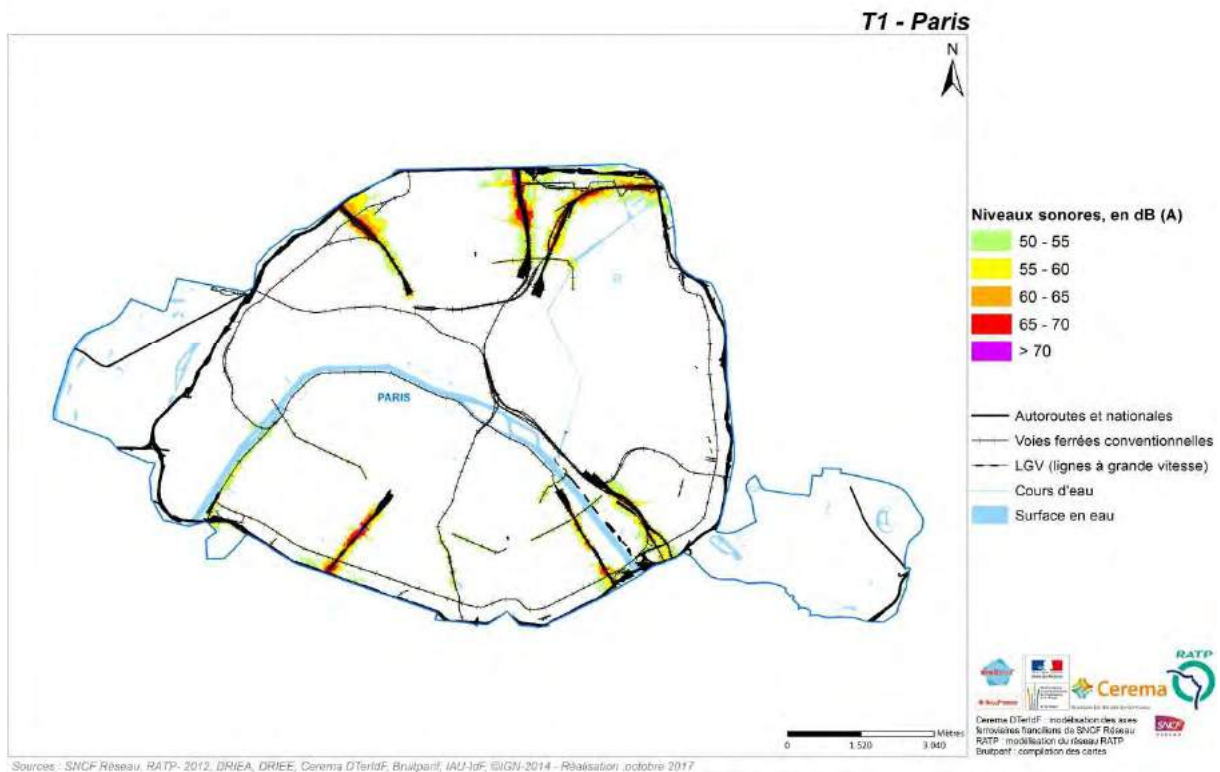 T1 - Paris
N
PARIS
Niveaux sonores, en dB (A)
50 - 55
55 - 60
60 - 65
65 - 70
> 70
Autoroutes et nationales
Voies ferrées conventionnelles
LGV (lignes à grande vitesse)
Cours d'eau
Surface en eau
RATP
Cerema
Mètres
0 1 520 3 040
Cerema DTerIdF : modélisation des axes
ferroviaires franciliens de SNCF Réseau
RATP : modélisation du réseau RATP
Bruitparif : compilation des cartes
SNCF
Sources : SNCF Réseau, RATP- 2012, DRIEA, DRIEE, Cerema DTerIdF, Bruitparif, IAU-IdF, ©IGN-2014 - Réalisation :octobre 2017